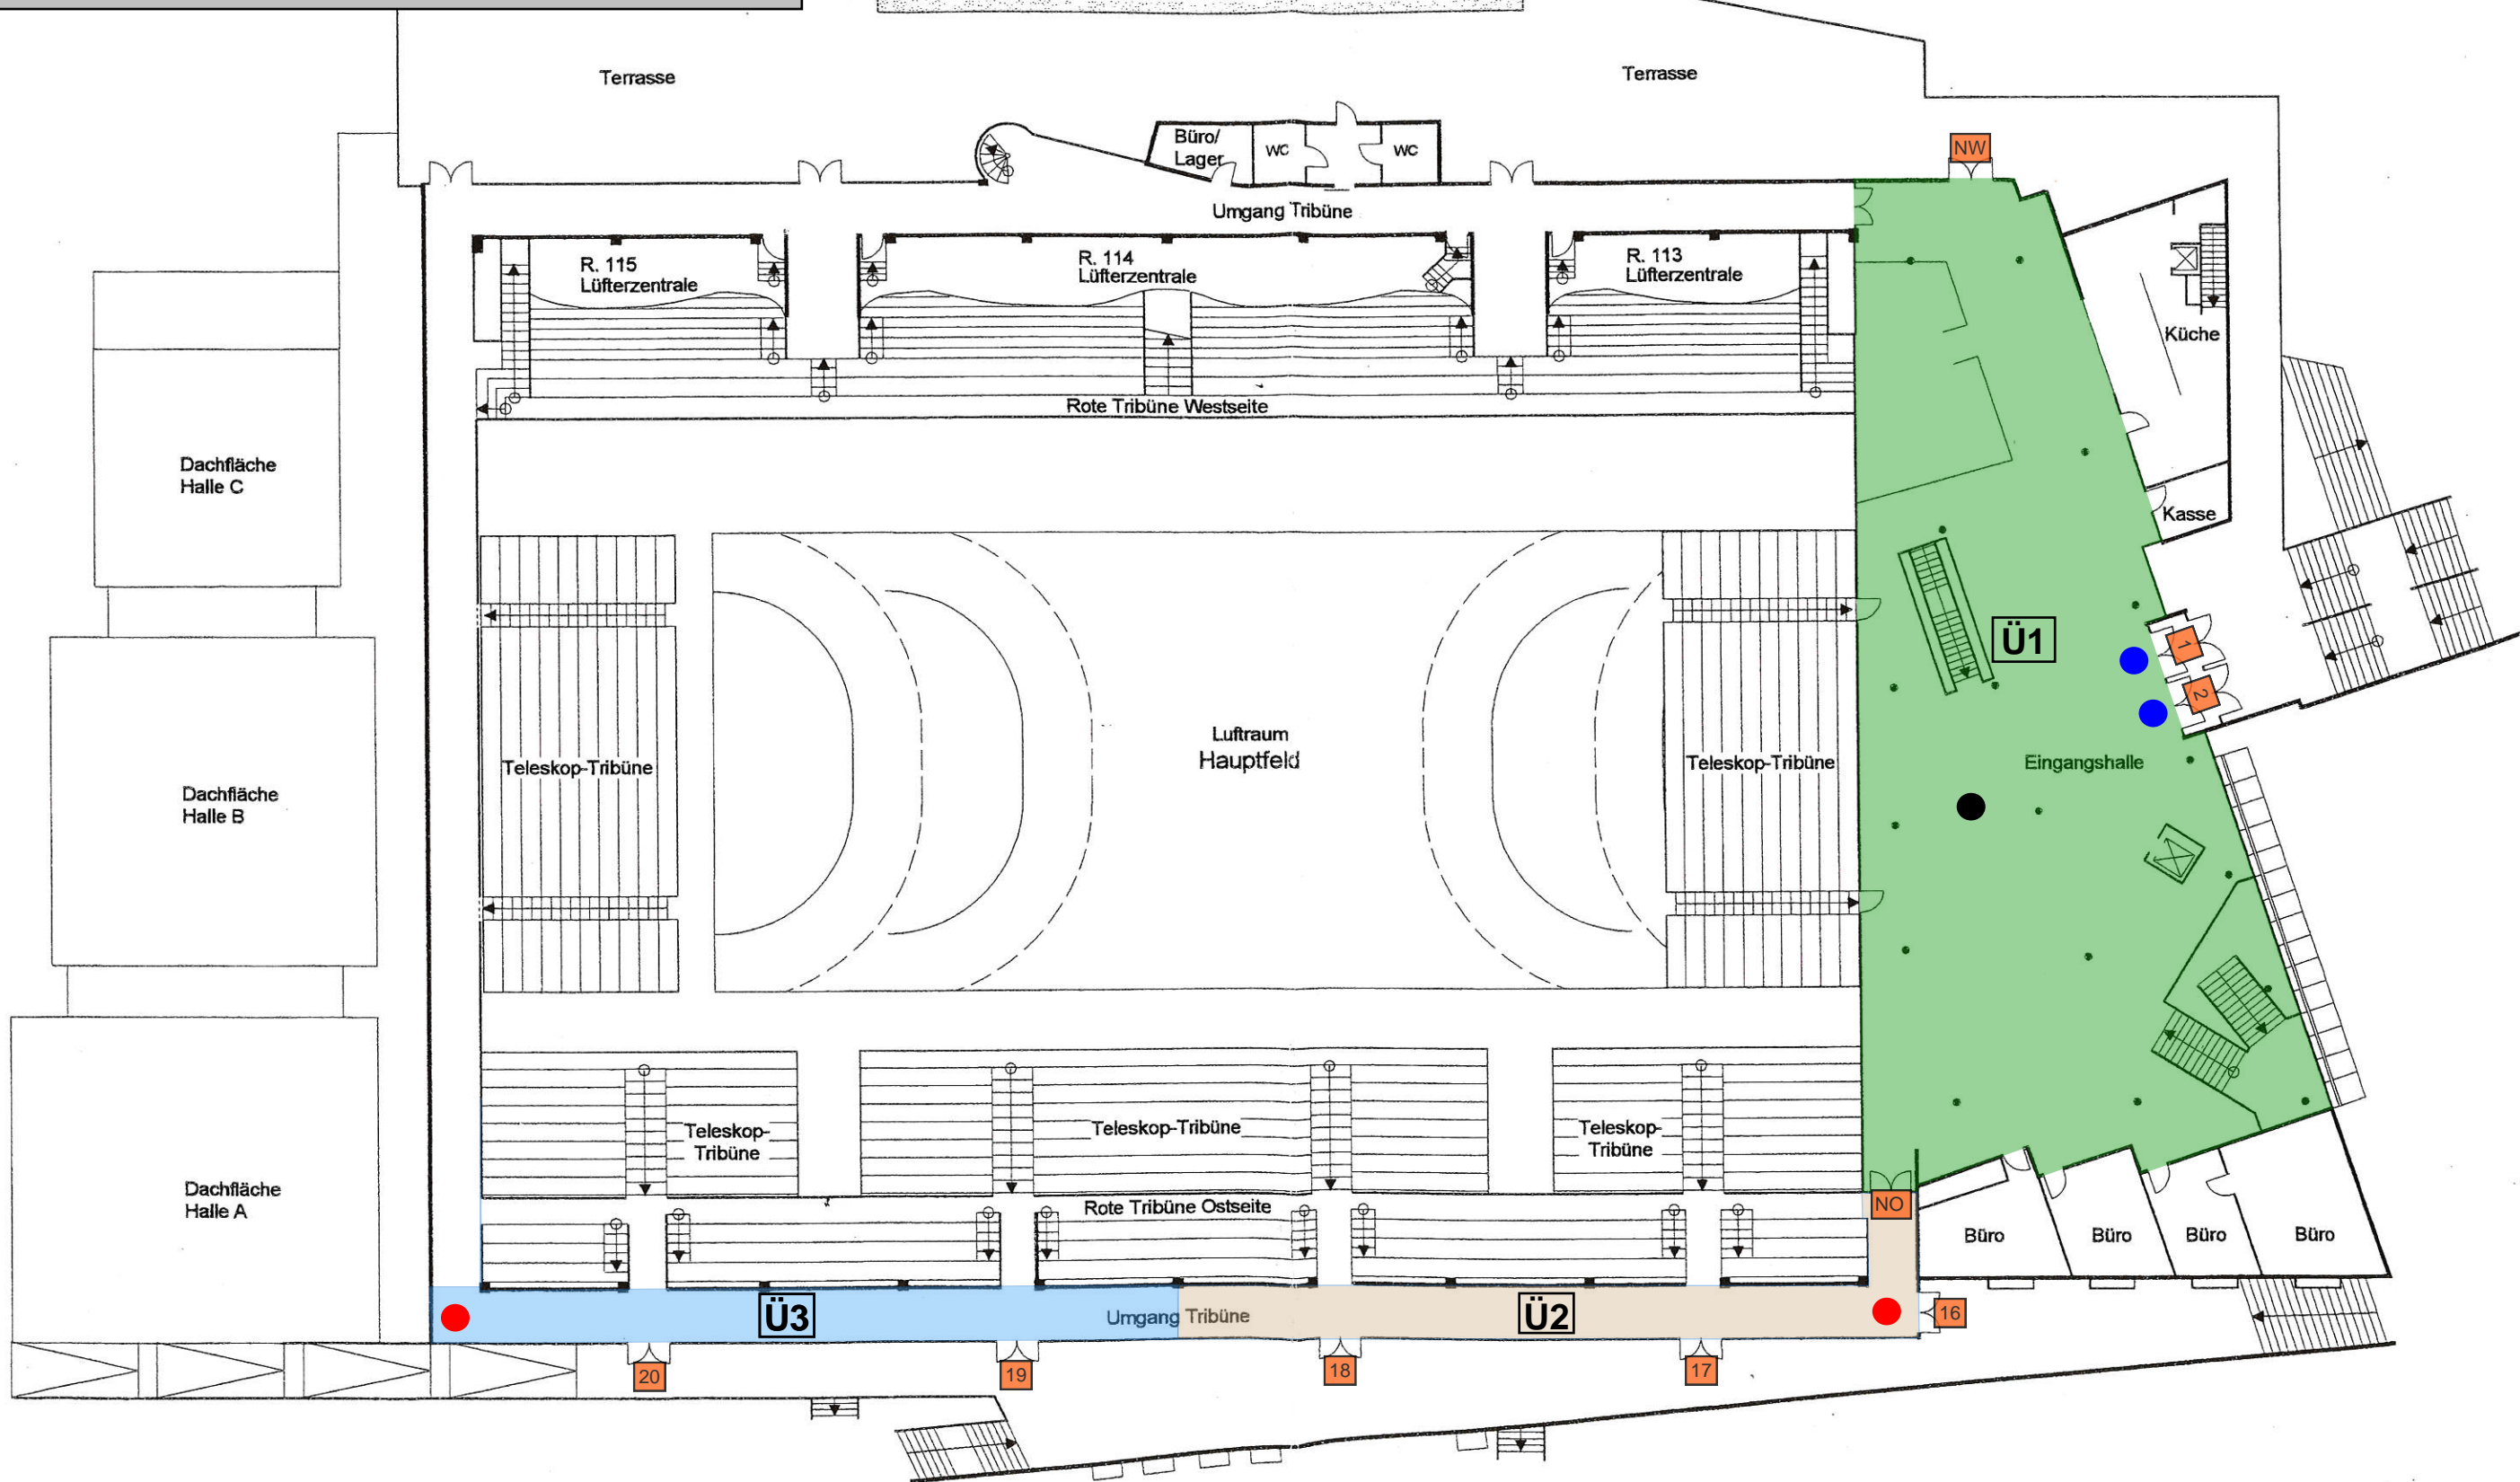 Terrasse
Terrasse
Büro/
Lager
WC
WC
NW
Umgang Tribüne
R. 115
Lüfterzentrale
R. 114
Lüfterzentrale
R. 113
Lüfterzentrale
Küche
Rote Tribüne Westseite
Dachfläche
Halle C
Kasse
Ü1
1
2
Luftraum
Hauptfeld
Teleskop-Tribüne
Teleskop-Tribüne
Eingangshalle
Dachfläche
Halle B
Teleskop-
Tribüne
Teleskop-Tribüne
Teleskop-
Tribüne
Dachfläche
Halle A
Rote Tribüne Ostseite
NO
Büro
Büro
Büro
Büro
Ü3
Umgang Tribüne
Ü2
16
20
19
18
17